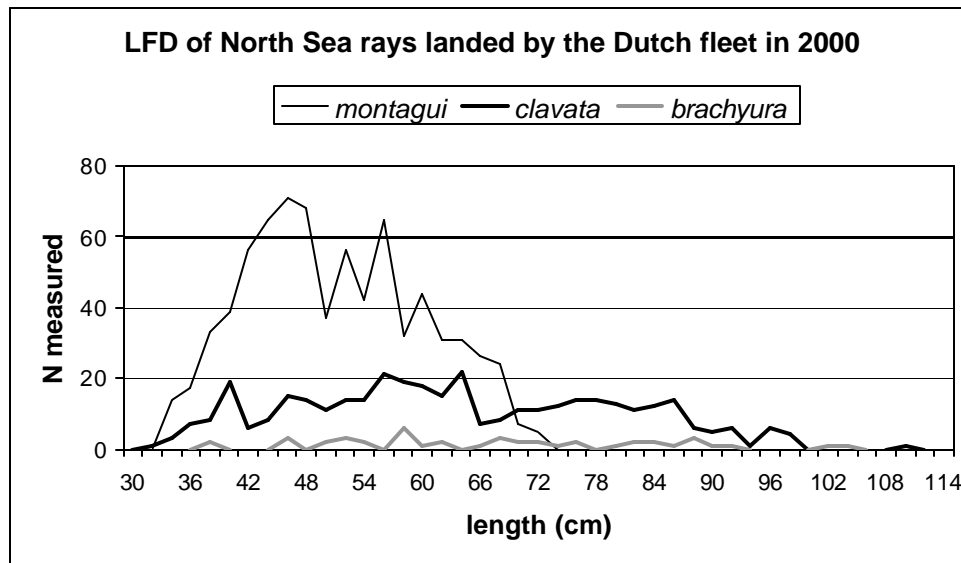 LFD of North Sea rays landed by the Dutch fleet in 2000
montagui clavata brachyura
80
60
40
20
0
N measured
30 36 42 48 54 60 66 72 78 84 90 96 102 108 114
length (cm)